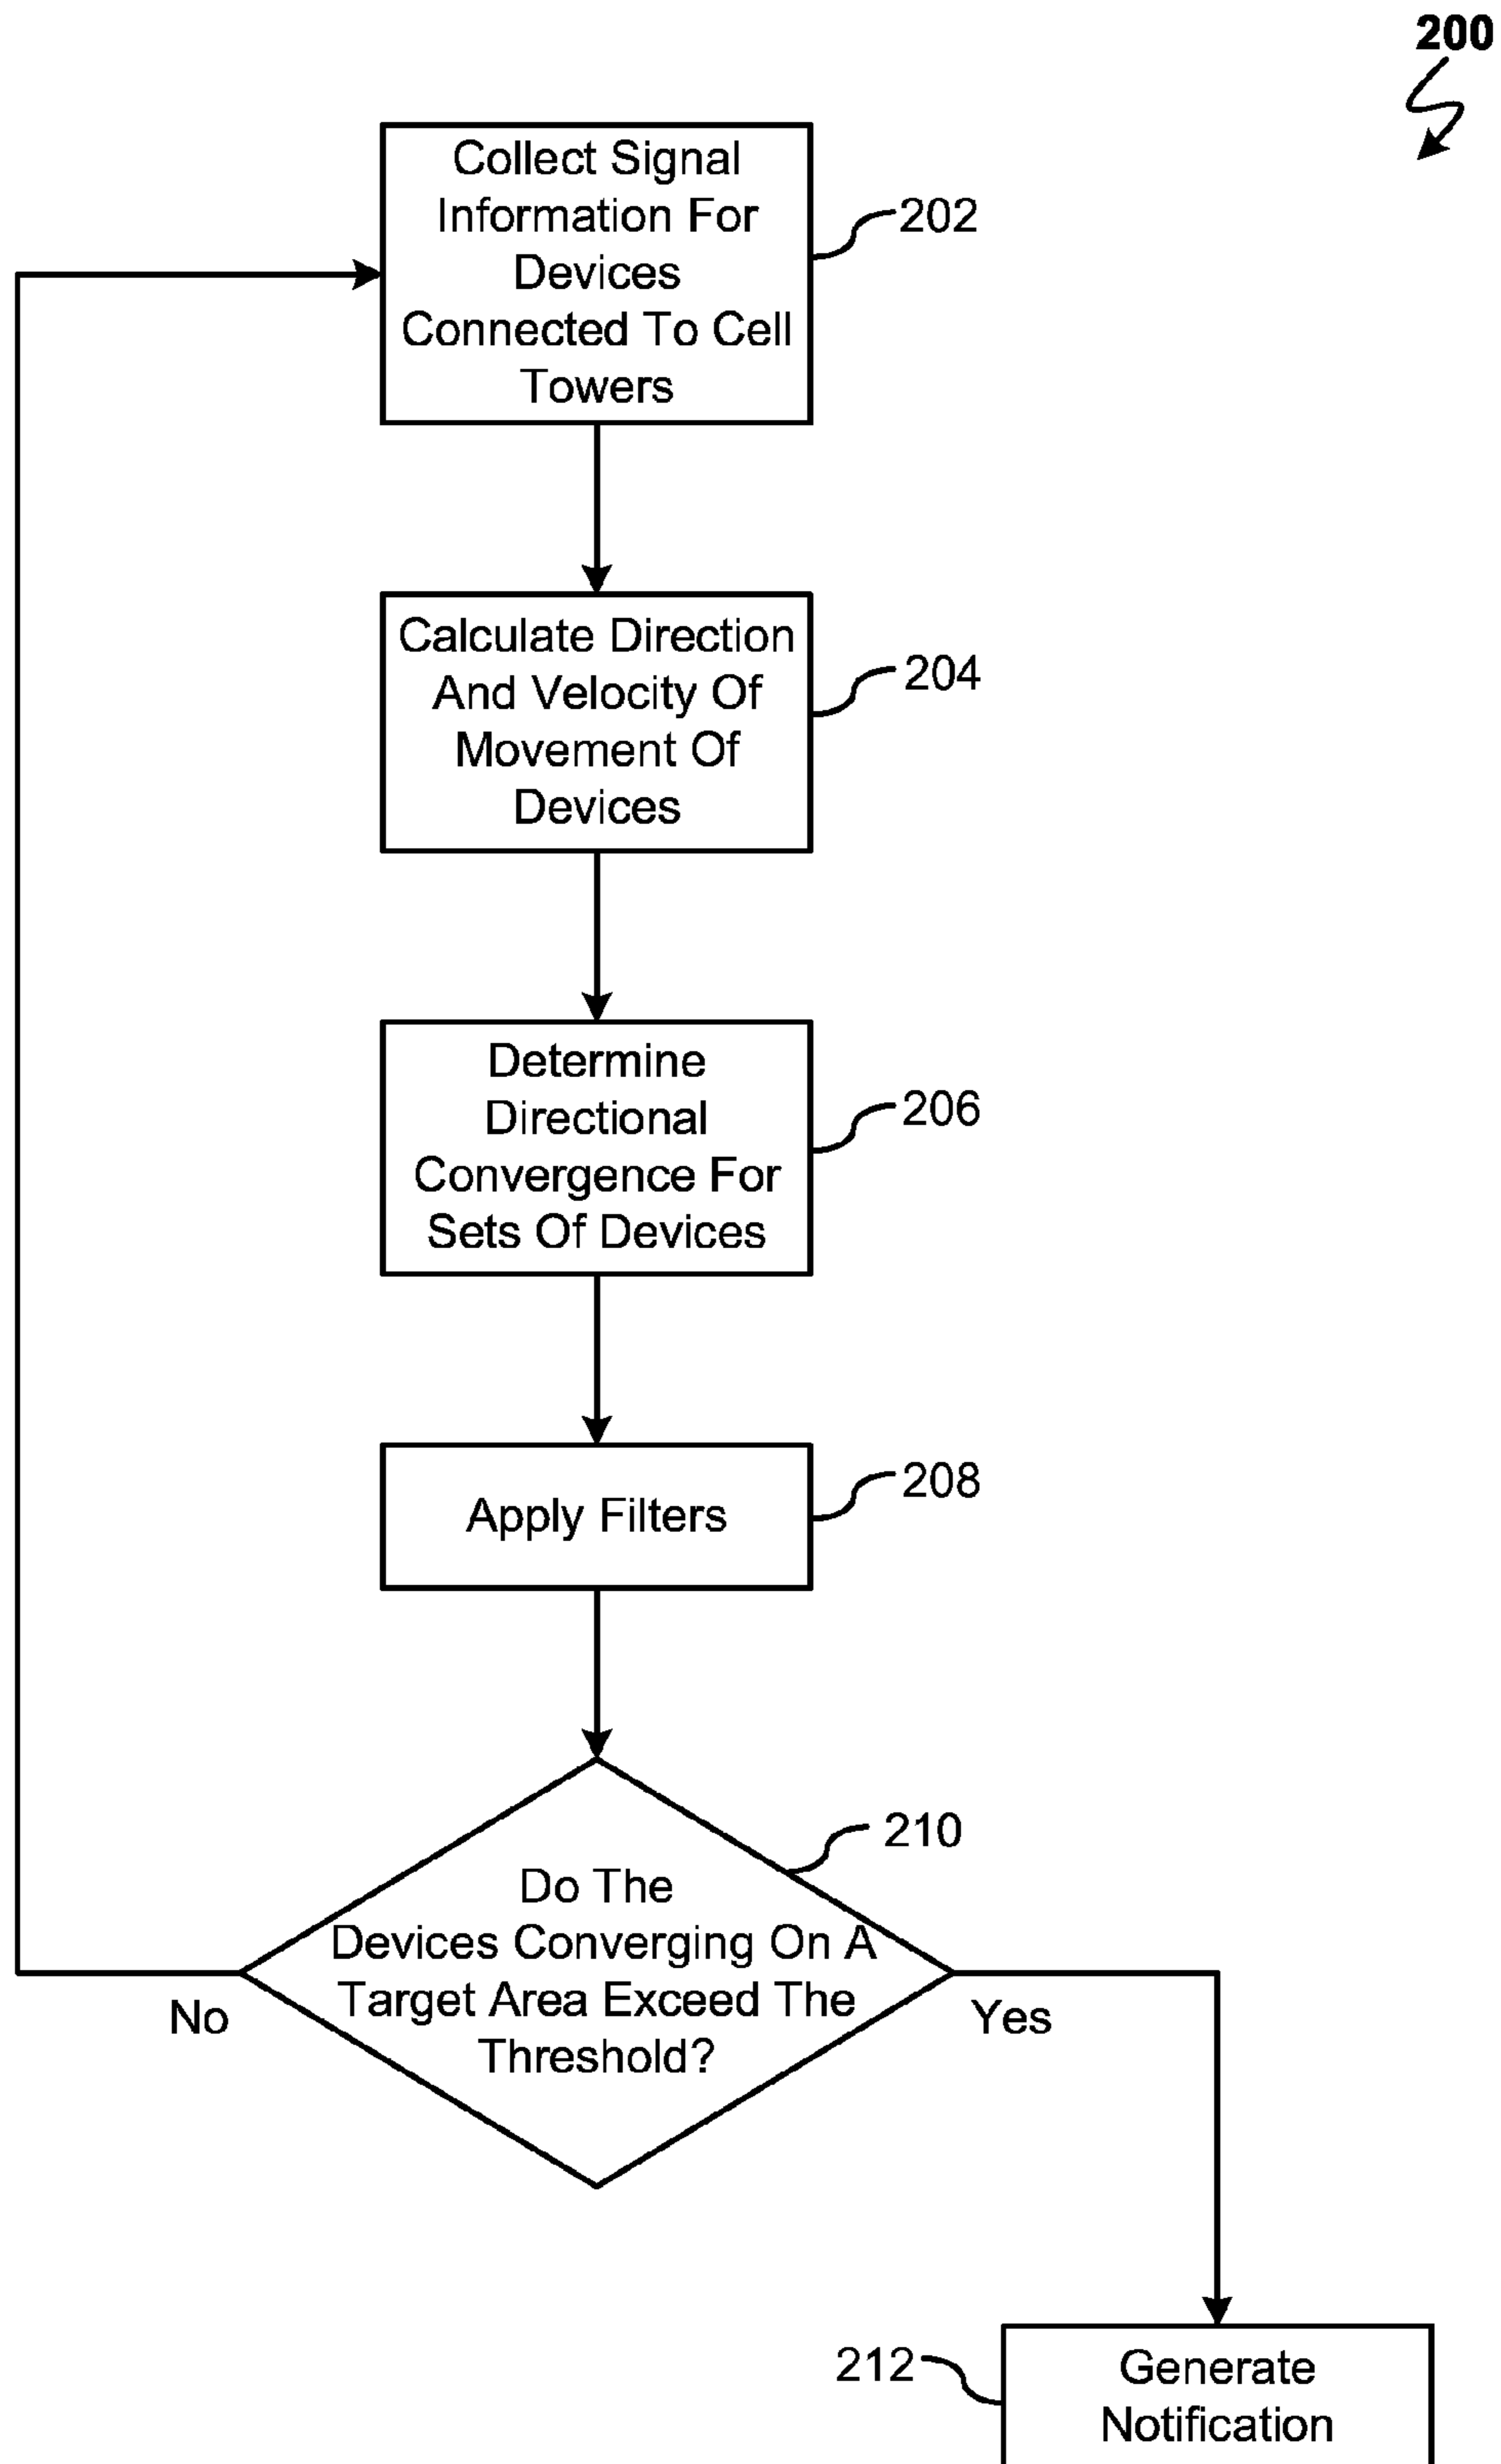 200
Collect Signal
Information For
Devices
Connected To Cell
Towers
202
Calculate Direction
And Velocity Of
Movement Of
Devices
204
Determine
Directional
Convergence For
Sets Of Devices
206
Apply Filters
208
210
Do The
Devices Converging On A
Target Area Exceed The
Threshold?
No
Yes
212
Generate
Notification